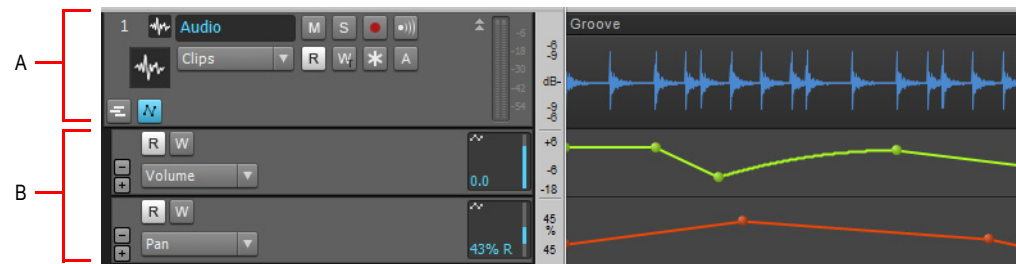 1 Audio M S
Groove
A
Clips R W A
-6
-18
-30
-42
-54
-6
-9
dB-
-9
-6
B
R W
Volume
0.0
+6
-6
-18
R W
Pan
43% R
45
%
45